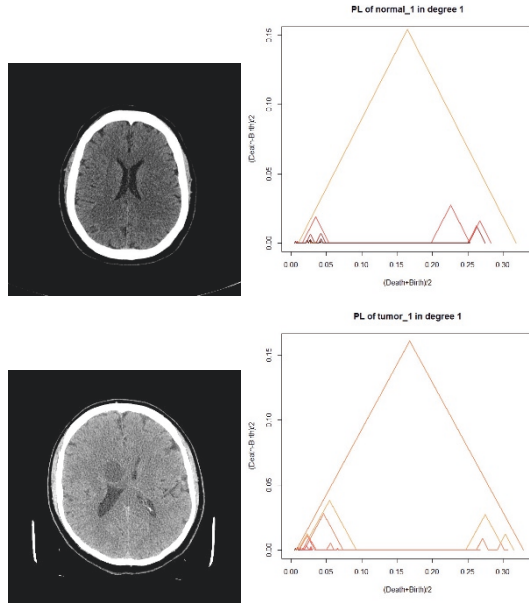 PL of normal_1 in degree 1
(Death-Birth)/2
0.15
0.10
0.05
0.00
0.00 0.05 0.10 0.15 0.20 0.25 0.30
(Death+Birth)/2
PL of tumor_1 in degree 1
(Death-Birth)/2
0.15
0.10
0.05
0.00
0.00 0.05 0.10 0.15 0.20 0.25 0.30
(Death+Birth)/2